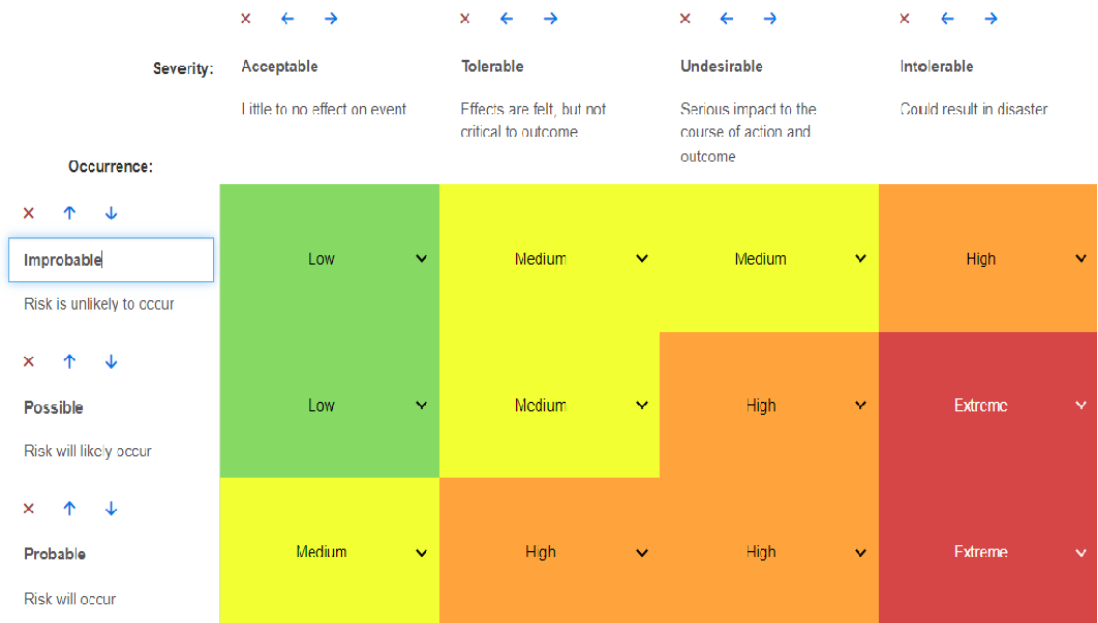 Severity:
Acceptable
Tolerable
Undesirable
Intolerable
Little to no effect on event
Effects are felt, but not
critical to outcome
Serious impact to the
course of action and
outcome
Could result in disaster
Occurrence:
Improbable
Risk is unlikely to occur
Low
Medium
Medium
High
Possible
Risk will likely occur
Low
Medium
High
Extreme
Probable
Risk will occur
Medium
High
High
Extreme